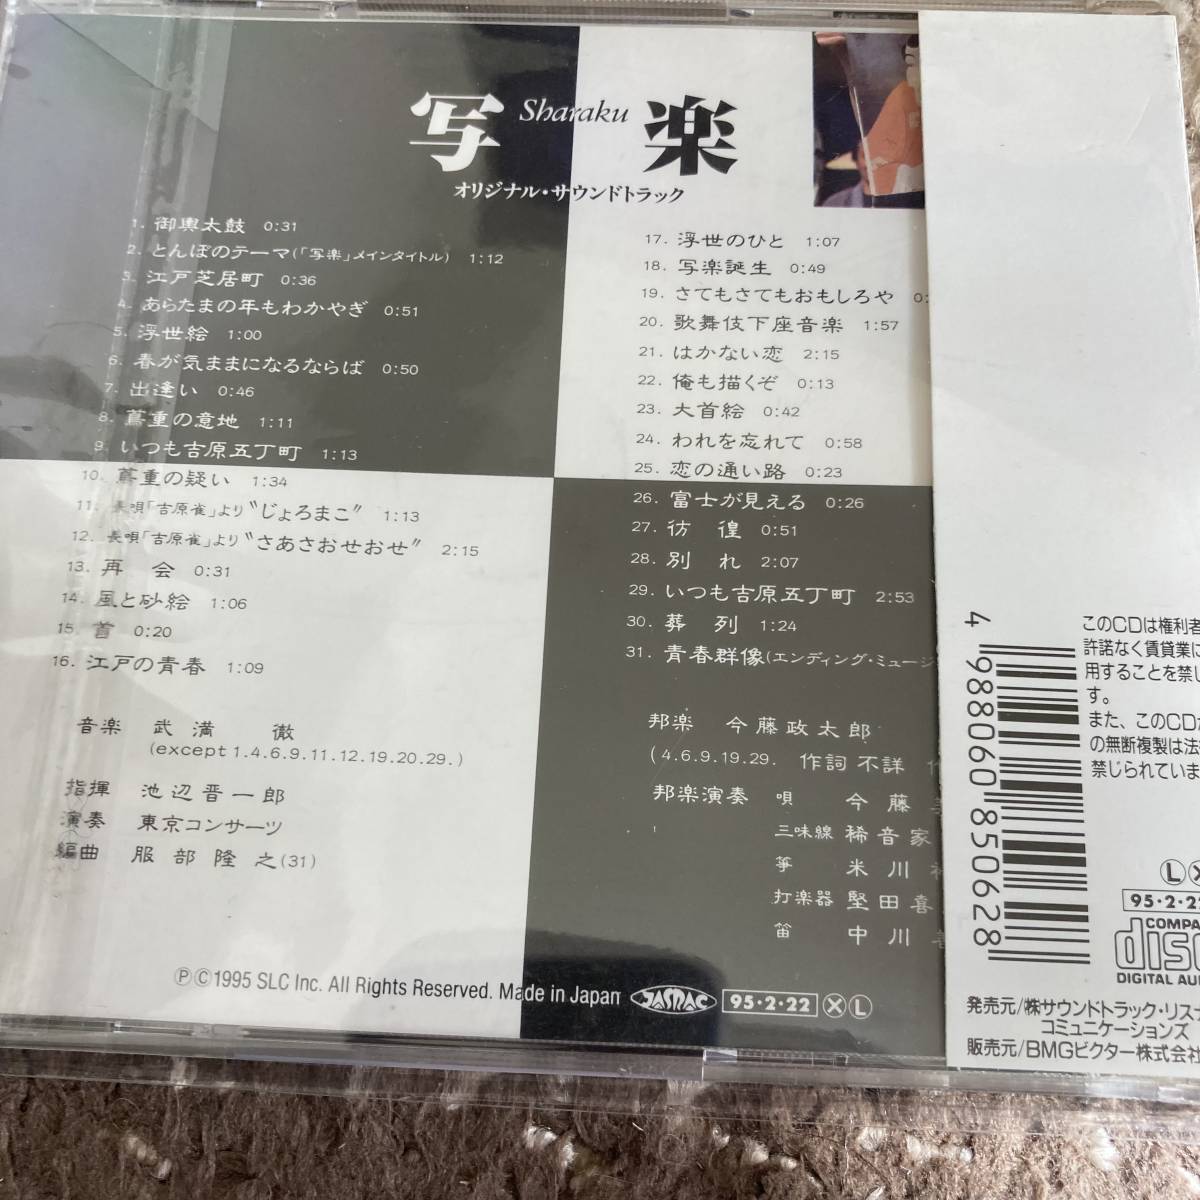 写 Sharaku 楽
オリジナル・サウンドトラック
1. 御輿太鼓 0:31
2. とんぼのテーマ(「写楽」メインタイトル) 1:12
3. 江戸芝居町 0:36
4. あらたまの年もわかやぎ 0:51
5. 浮世絵 1:00
6. 春が気ままになるならば 0:50
7. 出逢い 0:46
8. 蔦重の意地 1:11
9. いつも吉原五丁町 1:13
10. 蔦重の疑い 1:34
11. 長唄「吉原雀」より〝じょろまこ〟 1:13
12. 長唄「吉原雀」より〝さあさおせおせ〟 2:15
13. 再 会 0:31
14. 風と砂絵 1:06
15. 首 0:20
16. 江戸の青春 1:09
17. 浮世のひと 1:07
18. 写楽誕生 0:49
19. さてもさてもおもしろや 0:
20. 歌舞伎下座音楽 1:57
21. はかない恋 2:15
22. 俺も描くぞ 0:13
23. 大首絵 0:42
24. われを忘れて 0:58
25. 恋の通い路 0:23
26. 富士が見える 0:26
27. 彷 徨 0:51
28. 別 れ 2:07
29. いつも吉原五丁町 2:53
30. 葬 列 1:24
31. 青春群像(エンディング・ミュージ
音楽 武 満 徹
(except 1.4.6.9.11.12.19.20.29.)
指揮 池辺晋一郎
演奏 東京コンサーツ
編曲 服 部 隆 之(31)
邦楽 今藤政太郎
(4.6.9.19.29. 作詞 不詳 作
邦楽演奏 唄 今 藤
三味線 稀音家
箏 米 川
打楽器 堅田喜
笛 中 川
Ⓟ©1995 SLC Inc. All Rights Reserved. Made in Japan JASRAC 95・2・22 Ⓧ Ⓛ
4 988060 850628
このCDは権利者
許諾なく賃貸業に
用することを禁じ
す。
また、このCDが
の無断複製は法
禁じられていま
Ⓛ Ⓧ
95・2・22
COMPA
disc
DIGITAL AU
発売元/㈱サウンドトラック・リスナ
コミュニケーションズ
販売元/BMGビクター株式会社